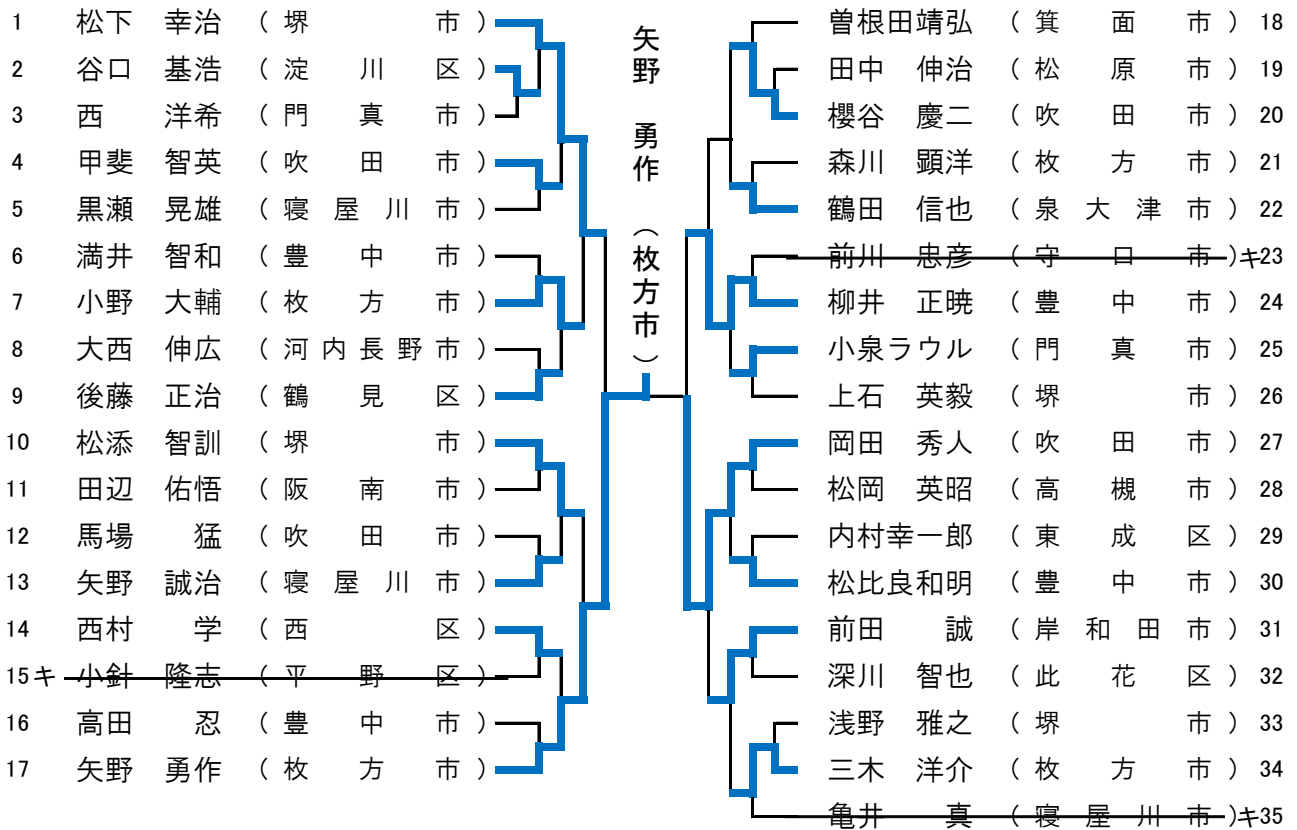 1 松下 幸治 (堺 市)
2 谷口 基浩 (淀川区)
3 西 洋希 (門真市)
4 甲斐 智英 (吹田市)
5 黒瀬 晃雄 (寝屋川市)
6 満井 智和 (豊中市)
7 小野 大輔 (枚方市)
8 大西 伸広 (河内長野市)
9 後藤 正治 (鶴見区)
10 松添 智訓 (堺 市)
11 田辺 佑悟 (阪南市)
12 馬場 猛 (吹田市)
13 矢野 誠治 (寝屋川市)
14 西村 学 (西 区)
15キ 小針 隆志 (平野区)
16 高田 忍 (豊中市)
17 矢野 勇作 (枚方市)
矢野 勇作 (枚方市)
曽根田靖弘 (箕面市) 18
田中 伸治 (松原市) 19
櫻谷 慶二 (吹田市) 20
森川 顕洋 (枚方市) 21
鶴田 信也 (泉大津市) 22
前川 忠彦 (守口市)キ23
柳井 正暁 (豊中市) 24
小泉ラウル (門真市) 25
上石 英毅 (堺 市) 26
岡田 秀人 (吹田市) 27
松岡 英昭 (高槻市) 28
内村幸一郎 (東成区) 29
松比良和明 (豊中市) 30
前田 誠 (岸和田市) 31
深川 智也 (此花区) 32
浅野 雅之 (堺 市) 33
三木 洋介 (枚方市) 34
亀井 真 (寝屋川市)キ35